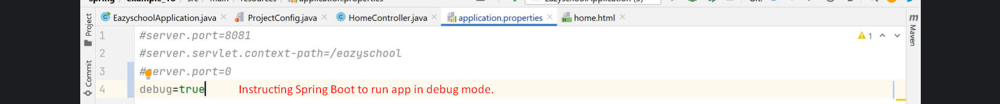 EazyschoolApplication.java ProjectConfig.java HomeController.java application.properties home.html
Project
Commit
m Maven
1 #server.port=8081
1
2 #server.servlet.context-path=/eazyschool
3 #server.port=0
4 debug=true Instructing Spring Boot to run app in debug mode.